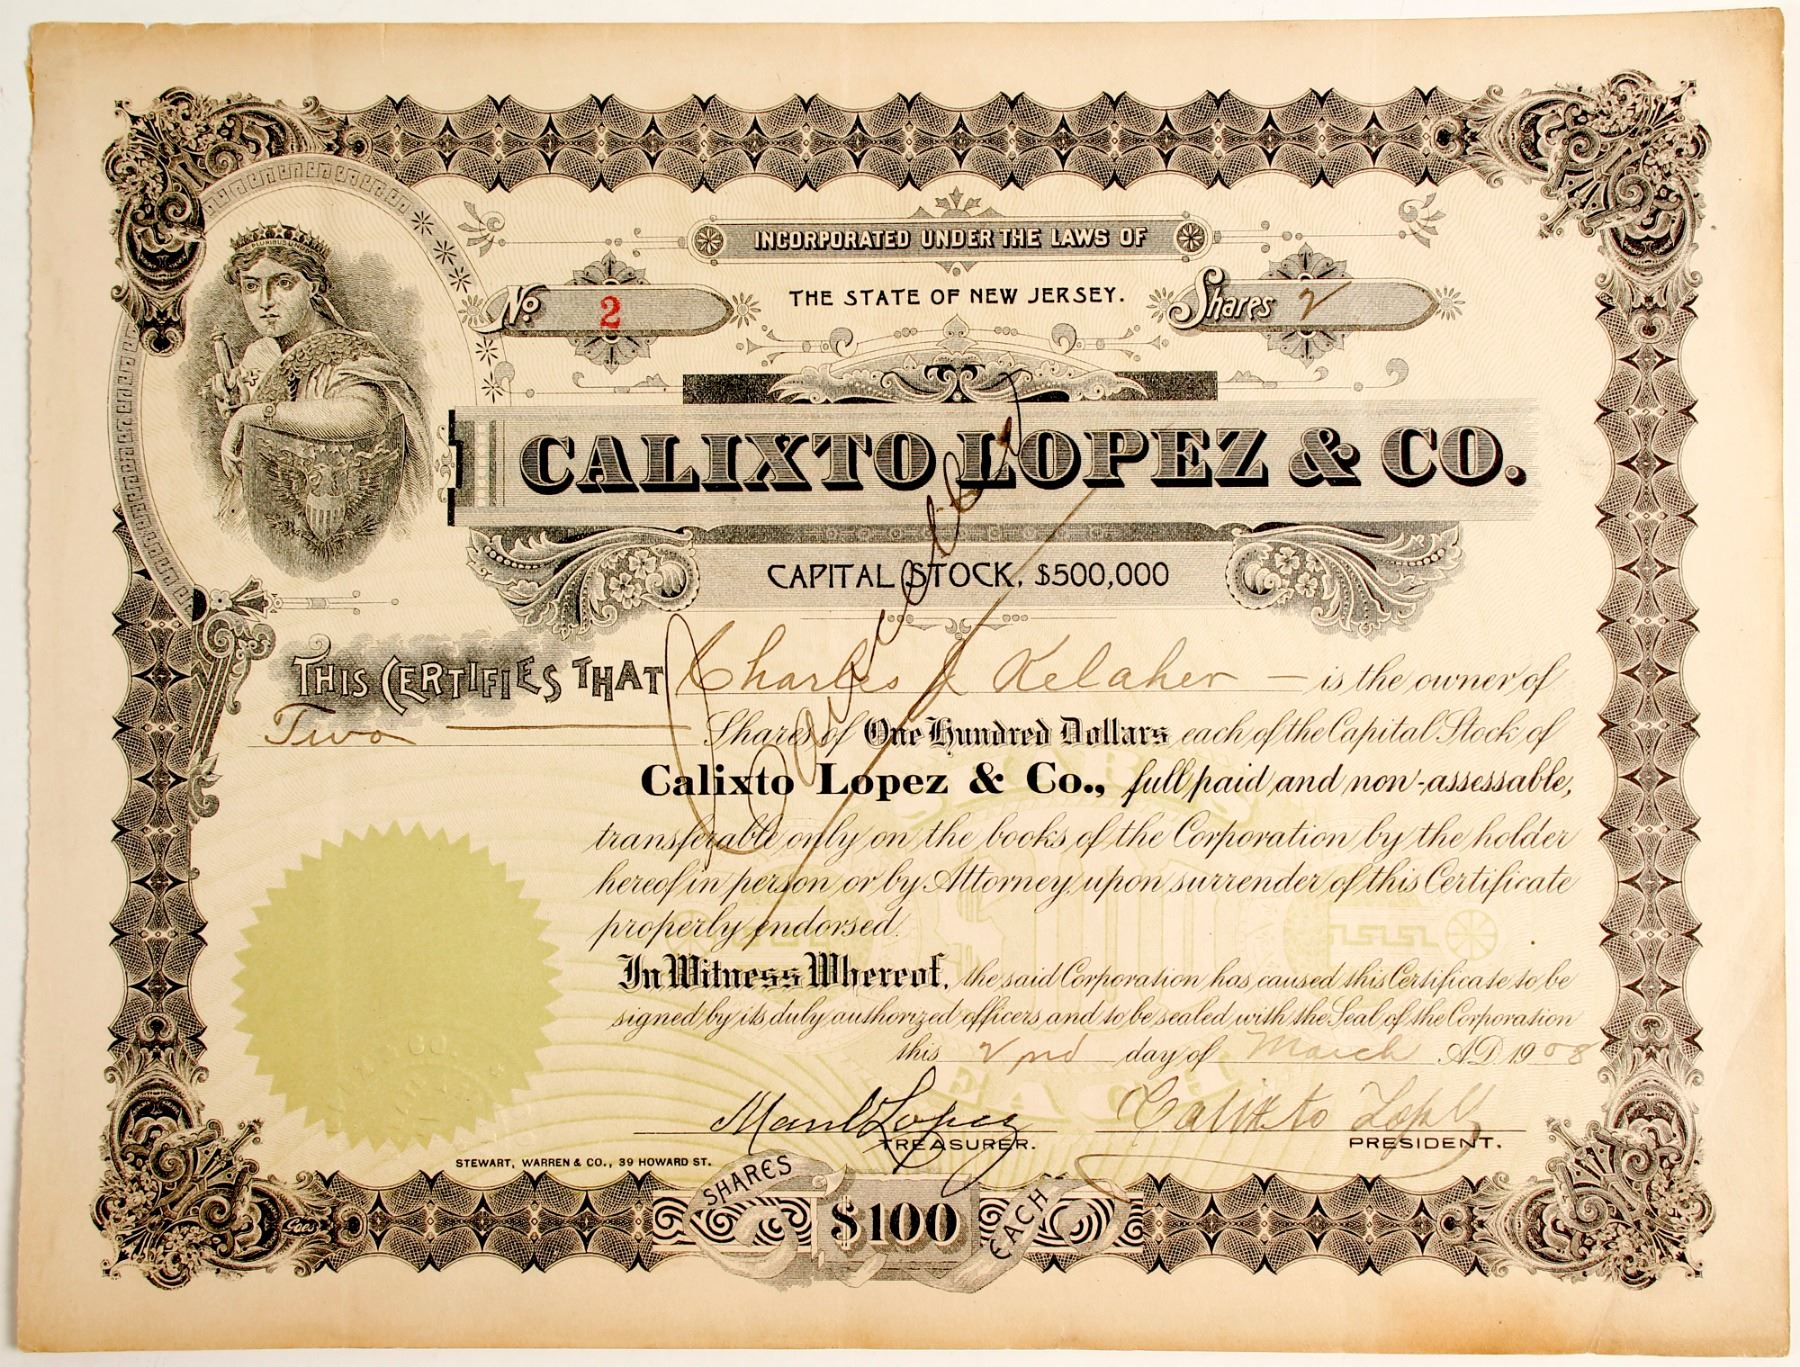 INCORPORATED UNDER THE LAWS OF
No. 2
THE STATE OF NEW JERSEY.
Shares 2
CALIXTO LOPEZ & CO.
CAPITAL STOCK, $500,000
Cancelled
THIS CERTIFIES THAT Charles J Kelaher — is the owner of
Two Shares of One Hundred Dollars each of the Capital Stock of
Calixto Lopez & Co., full paid and non-assessable,
transferable only on the books of the Corporation by the holder
hereof in person or by Attorney upon surrender of this Certificate
properly endorsed.
In Witness Whereof, the said Corporation has caused this Certificate to be
signed by its duly authorized officers and to be sealed with the Seal of the Corporation
this 2nd day of March A.D. 1908
EACH
Manl Lopez Calixto Lopez
TREASURER. PRESIDENT.
STEWART, WARREN & CO., 39 HOWARD ST.
SHARES $100 EACH
Goes